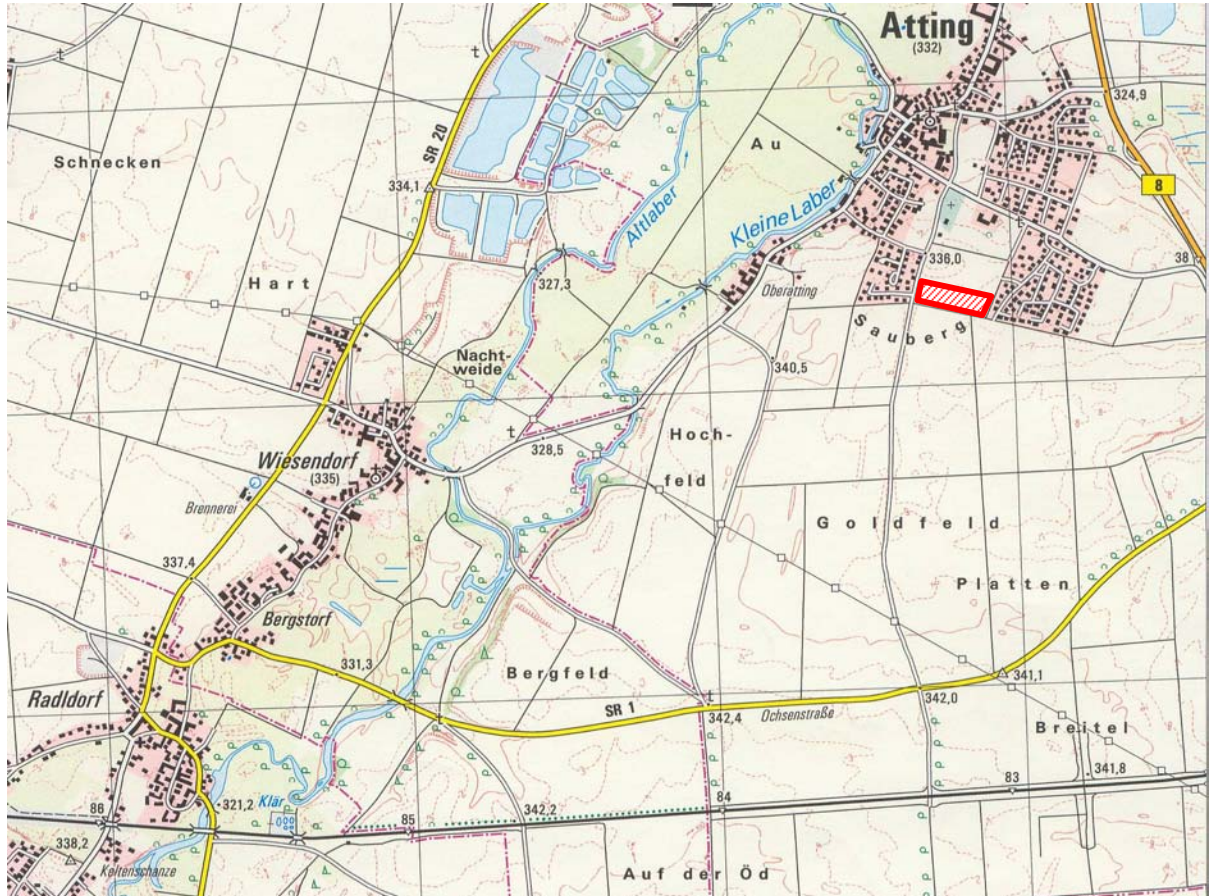 Atting
(332)
324,9
SR 20
Schnecken
Au
334,1
8
Altlaber
Kleine Laber
336,0
38
327,3
Hart
Oberatting
Sauberg
Nacht-
weide
340,5
328,5
Hoch-
feld
Wiesendorf
(335)
Brennerei
Goldfeld
337,4
Platten
Bergstorf
331,3
Bergfeld
341,1
342,0
Radldorf
SR 1
342,4
Ochsenstraße
Breitel
341,8
83
321,2
Klär
342,2
84
86
85
338,2
Keltenschanze
Auf der Öd